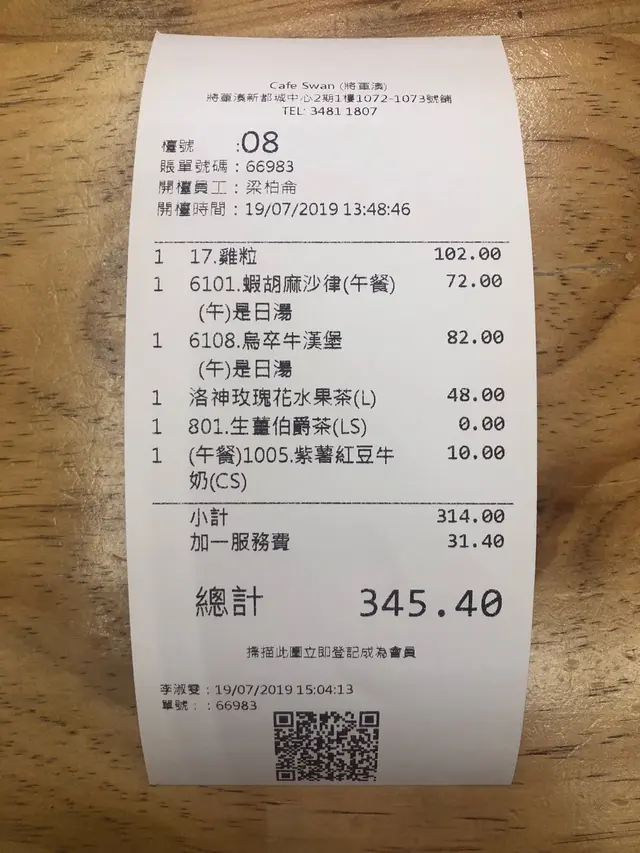 Cafe Swan (將軍澳)
將軍澳新都城中心2期1樓1072-1073號舖
TEL: 3481 1807
檯號 :08
賬單號碼：66983
開檯員工：梁柏侖
開檯時間：19/07/2019 13:48:46
1 17.雞粒 102.00
1 6101.蝦胡麻沙律(午餐) 72.00
(午)是日湯
1 6108.烏卒牛漢堡 82.00
(午)是日湯
1 洛神玫瑰花水果茶(L) 48.00
1 801.生薑伯爵茶(LS) 0.00
1 (午餐)1005.紫薯紅豆牛 10.00
奶(CS)
小計 314.00
加一服務費 31.40
總計 345.40
掃描此圖立即登記成為會員
李淑雯：19/07/2019 15:04:13
單號：：66983